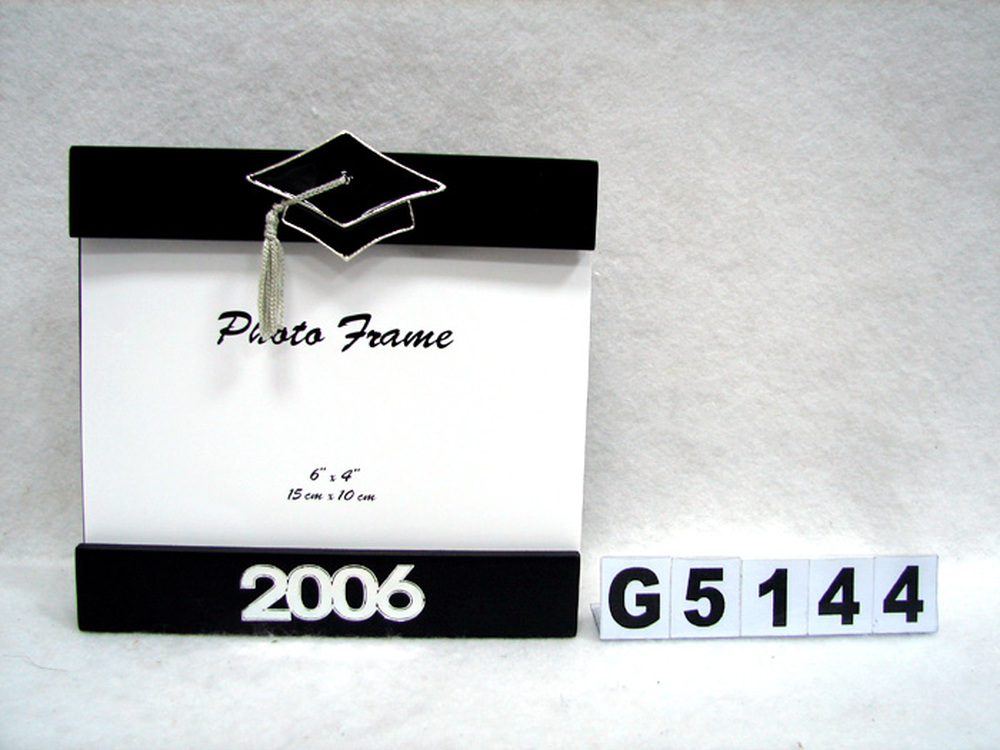 Photo Frame
6" x 4"
15 cm x 10 cm
2006
G5144